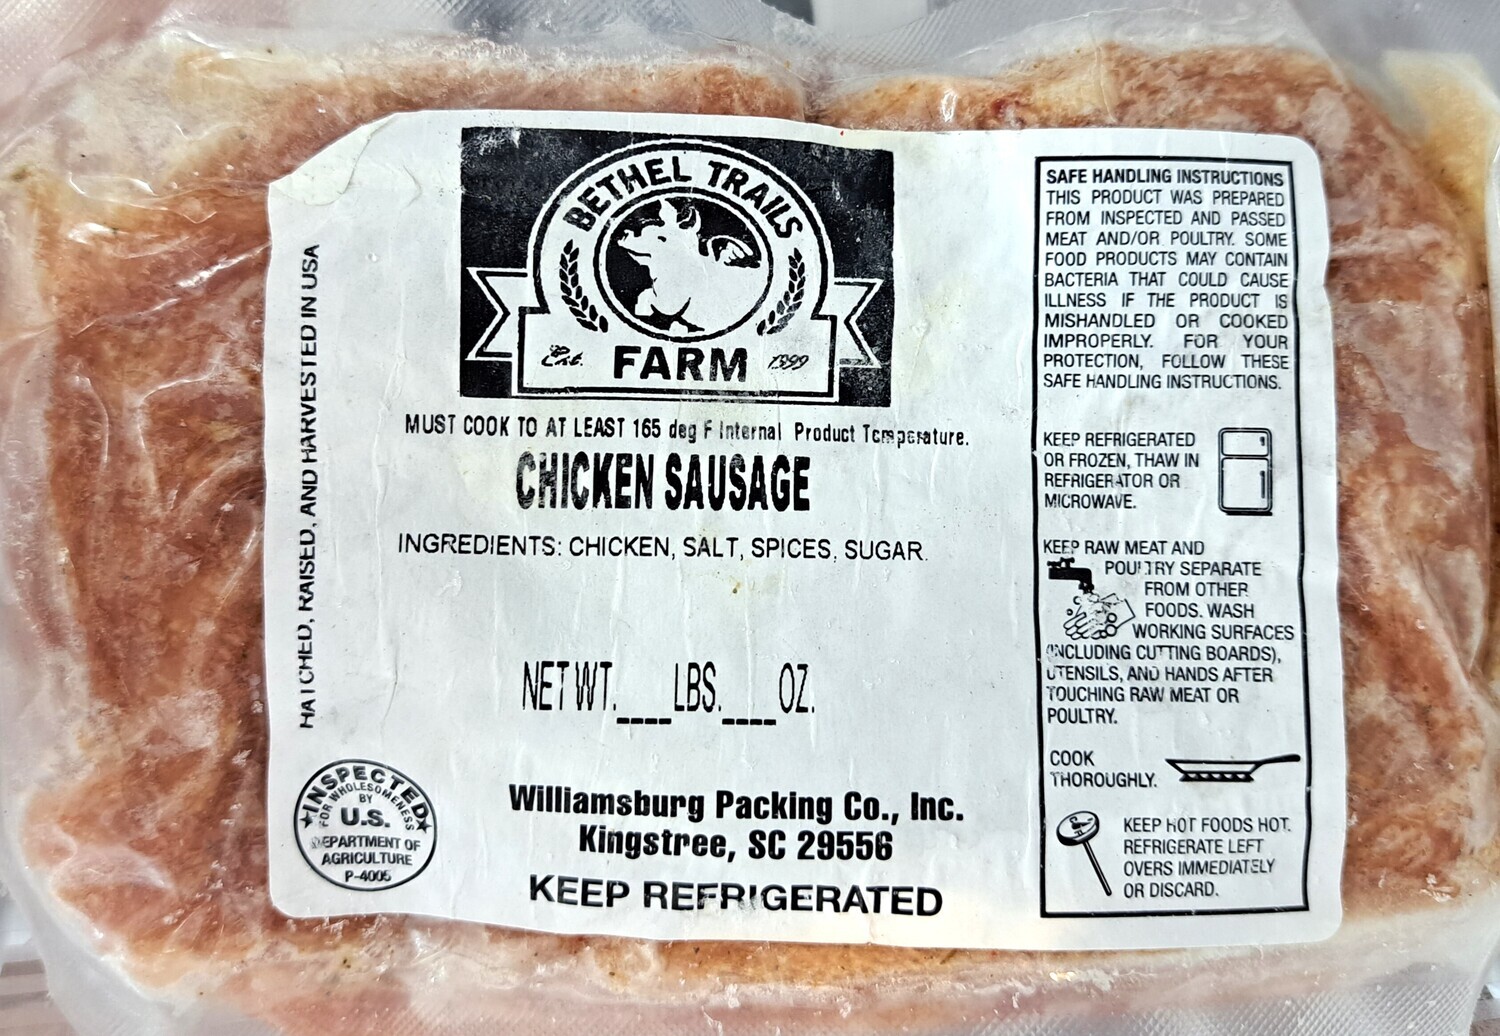 BETHEL TRAILS
Est. FARM 1999
MUST COOK TO AT LEAST 165 deg F Internal Product Temperature.
CHICKEN SAUSAGE
INGREDIENTS: CHICKEN, SALT, SPICES, SUGAR.
NET WT.____LBS.____OZ.
Williamsburg Packing Co., Inc.
Kingstree, SC 29556
KEEP REFRIGERATED
HATCHED, RAISED, AND HARVESTED IN USA
INSPECTED
FOR WHOLESOMENESS
BY
U.S.
DEPARTMENT OF
AGRICULTURE
P-4005
SAFE HANDLING INSTRUCTIONS
THIS PRODUCT WAS PREPARED
FROM INSPECTED AND PASSED
MEAT AND/OR POULTRY. SOME
FOOD PRODUCTS MAY CONTAIN
BACTERIA THAT COULD CAUSE
ILLNESS IF THE PRODUCT IS
MISHANDLED OR COOKED
IMPROPERLY. FOR YOUR
PROTECTION, FOLLOW THESE
SAFE HANDLING INSTRUCTIONS.
KEEP REFRIGERATED
OR FROZEN, THAW IN
REFRIGERATOR OR
MICROWAVE.
KEEP RAW MEAT AND
POULTRY SEPARATE
FROM OTHER
FOODS. WASH
WORKING SURFACES
(INCLUDING CUTTING BOARDS),
UTENSILS, AND HANDS AFTER
TOUCHING RAW MEAT OR
POULTRY.
COOK
THOROUGHLY.
KEEP HOT FOODS HOT.
REFRIGERATE LEFT
OVERS IMMEDIATELY
OR DISCARD.